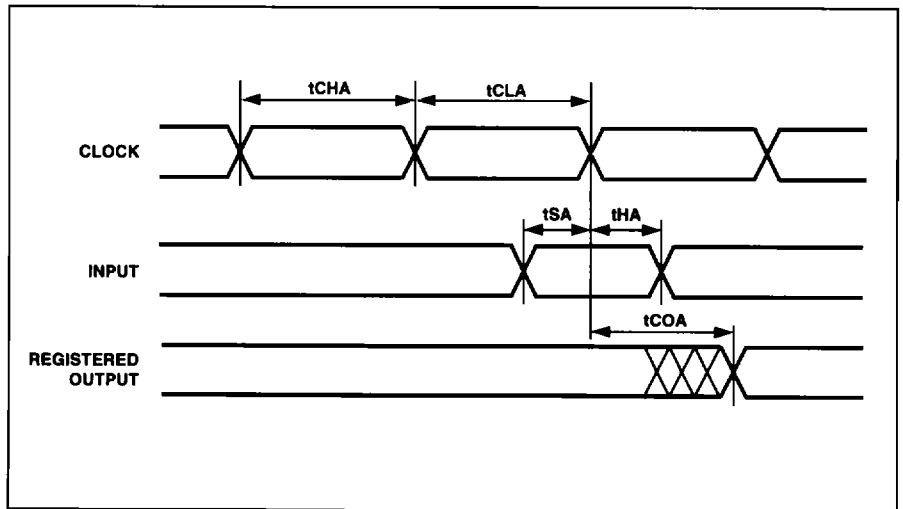 tCHA tCLA
CLOCK
tSA tHA
INPUT
tCOA
REGISTERED
OUTPUT